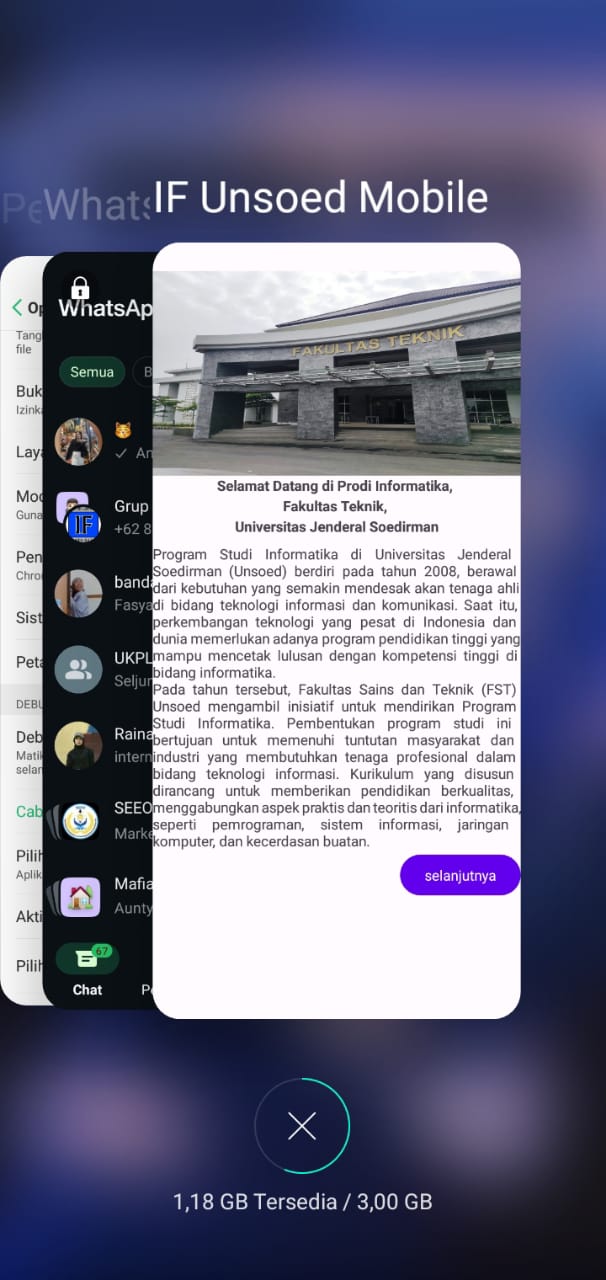 Pe
Whats
IF Unsoed Mobile
Op
Tang
file
Buk
Izinka
Laya
Mod
Guna
Pen
Chro
Sist
Peta
DEBU
Deb
Matik
selan
Cab
Pilih
Aplik
Akti
Pilih
WhatsAp
Semua
B
An
Grup
IF
+62 8
banda
Fasya
UKPL
Seljur
Raina
intern
SEEO
Marke
Mafia
Aunty
67
Chat
Pe
FAKULTAS TEKNIK
Selamat Datang di Prodi Informatika,
Fakultas Teknik,
Universitas Jenderal Soedirman
Program Studi Informatika di Universitas Jenderal
Soedirman (Unsoed) berdiri pada tahun 2008, berawal
dari kebutuhan yang semakin mendesak akan tenaga ahli
di bidang teknologi informasi dan komunikasi. Saat itu,
perkembangan teknologi yang pesat di Indonesia dan
dunia memerlukan adanya program pendidikan tinggi yang
mampu mencetak lulusan dengan kompetensi tinggi di
bidang informatika.
Pada tahun tersebut, Fakultas Sains dan Teknik (FST)
Unsoed mengambil inisiatif untuk mendirikan Program
Studi Informatika. Pembentukan program studi ini
bertujuan untuk memenuhi tuntutan masyarakat dan
industri yang membutuhkan tenaga profesional dalam
bidang teknologi informasi. Kurikulum yang disusun
dirancang untuk memberikan pendidikan berkualitas,
menggabungkan aspek praktis dan teoritis dari informatika,
seperti pemrograman, sistem informasi, jaringan
komputer, dan kecerdasan buatan.
selanjutnya
1,18 GB Tersedia / 3,00 GB